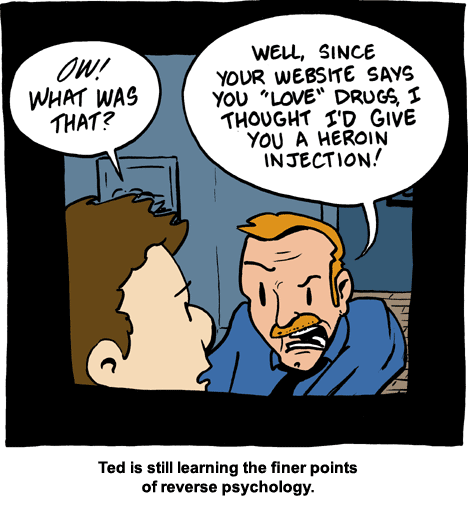 OW!
WHAT WAS
THAT?
WELL, SINCE
YOUR WEBSITE SAYS
YOU "LOVE" DRUGS, I
THOUGHT I'D GIVE
YOU A HEROIN
INJECTION!
Ted is still learning the finer points
of reverse psychology.